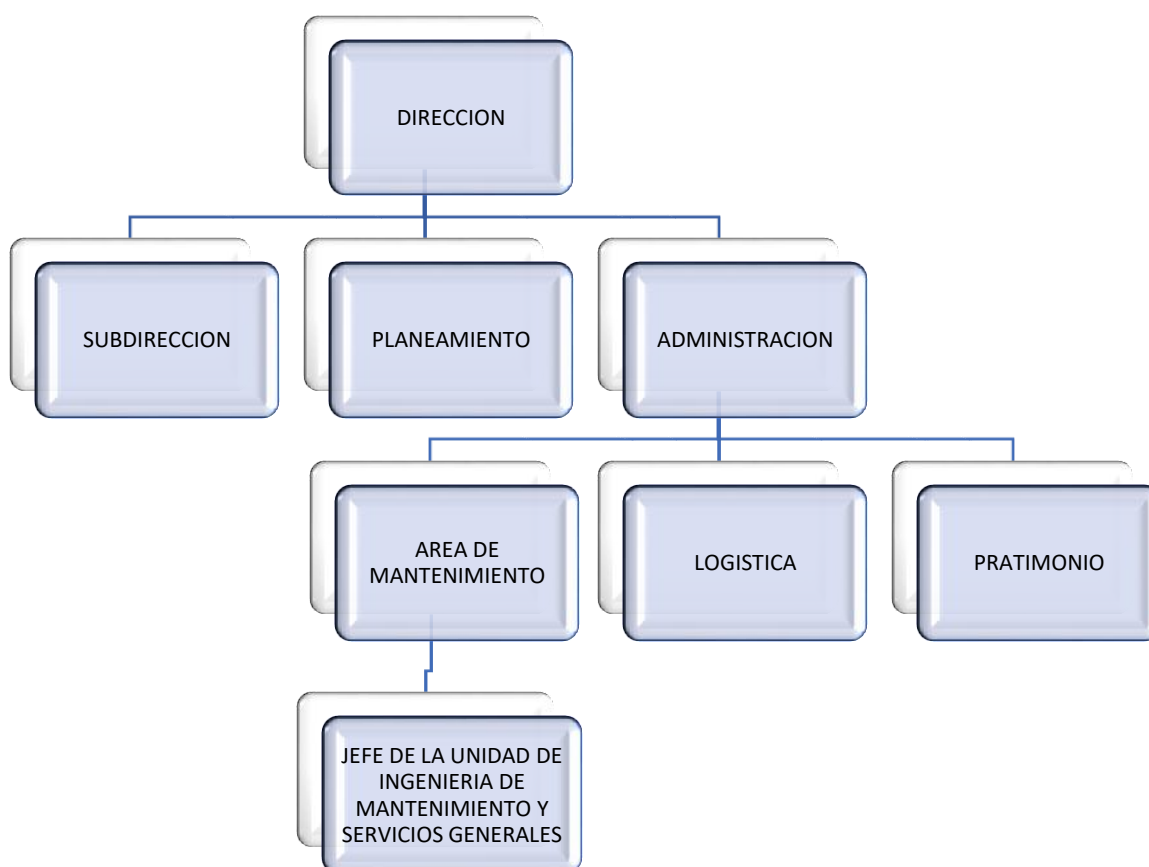 DIRECCION
SUBDIRECCION
PLANEAMIENTO
ADMINISTRACION
AREA DE
MANTENIMIENTO
LOGISTICA
PRATIMONIO
JEFE DE LA UNIDAD DE
INGENIERIA DE
MANTENIMIENTO Y
SERVICIOS GENERALES